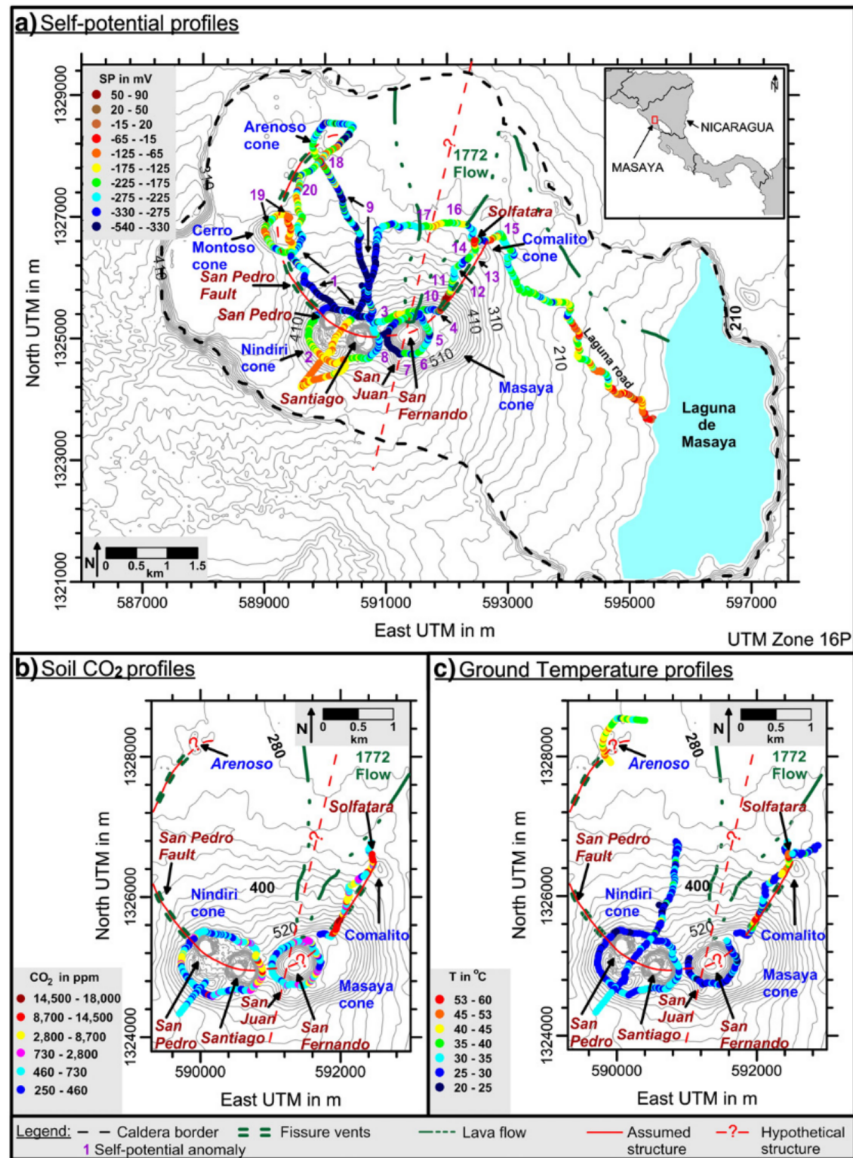 a) Self-potential profiles
SP in mV
50 - 90
20 - 50
-15 - 20
-65 - -15
-125 - -65
-175 - -125
-225 - -175
-275 - -225
-330 - -275
-540 - -330
N
NICARAGUA
MASAYA
Arenoso
cone
1772
Flow
Solfatara
Comalito
cone
Cerro
Montoso
cone
San Pedro
Fault
San Pedro
Nindiri
cone
Santiago
San
Juan
San
Fernando
Masaya
cone
Laguna road
Laguna
de
Masaya
?
18
20
19
9
17
16
15
14
13
12
11
10
1
2
3
4
5
6
7
8
410
410
310
410
510
210
210
North UTM in m
1329000
1327000
1325000
1323000
1321000
N
0 0.5 1 1.5
km
587000 589000 591000 593000 595000 597000
East UTM in m
UTM Zone 16P
b) Soil CO2 profiles
N
0 0.5 1
km
280
1772
Flow
Arenoso
Solfatara
San Pedro
Fault
Nindiri
cone
400
520
Comalito
Masaya
cone
San
Juan
San
Pedro
Santiago
San
Fernando
?
CO2 in ppm
14,500 - 18,000
8,700 - 14,500
2,800 - 8,700
730 - 2,800
460 - 730
250 - 460
North UTM in m
1328000
1326000
1324000
590000 592000
East UTM in m
c) Ground Temperature profiles
N
0 0.5 1
km
280
1772
Flow
Arenoso
Solfatara
San Pedro
Fault
Nindiri
cone
400
520
Comalito
Masaya
cone
San
Juan
San
Pedro
Santiago
San
Fernando
?
T in °C
53 - 60
45 - 53
40 - 45
35 - 40
30 - 35
25 - 30
20 - 25
North UTM in m
1328000
1326000
1324000
590000 592000
East UTM in m
Legend: Caldera border Fissure vents Lava flow Assumed structure ? Hypothetical structure
1 Self-potential anomaly